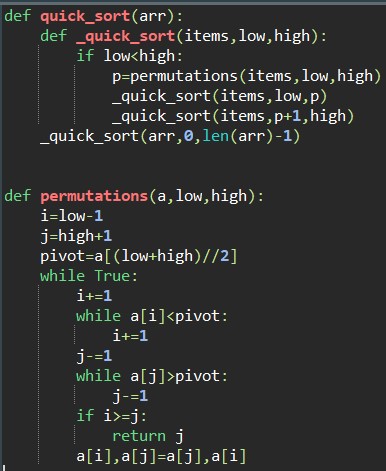 def quick_sort(arr):
    def _quick_sort(items,low,high):
        if low<high:
            p=permutations(items,low,high)
            _quick_sort(items,low,p)
            _quick_sort(items,p+1,high)
    _quick_sort(arr,0,len(arr)-1)
def permutations(a,low,high):
    i=low-1
    j=high+1
    pivot=a[(low+high)//2]
    while True:
        i+=1
        while a[i]<pivot:
            i+=1
        j-=1
        while a[j]>pivot:
            j-=1
        if i>=j:
            return j
        a[i],a[j]=a[j],a[i]